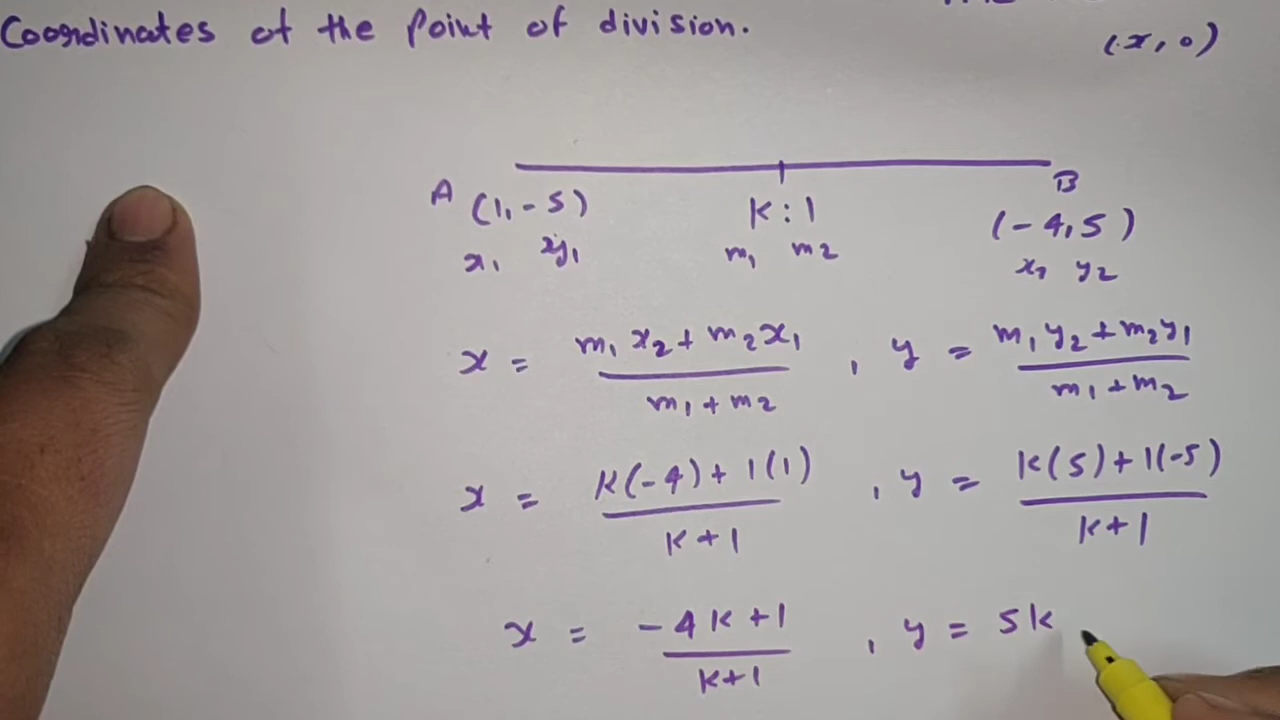 Coordinates of the Point of division.
(x, 0)
A B
(1, -5) K : 1 (-4, 5)
x₁ y₁ m₁ m₂ x₂ y₂
x = m₁x₂ + m₂x₁ / m₁ + m₂ , y = m₁y₂ + m₂y₁ / m₁ + m₂
x = K(-4) + 1(1) / K + 1 , y = K(5) + 1(-5) / K + 1
x = -4K + 1 / K + 1 , y = 5K